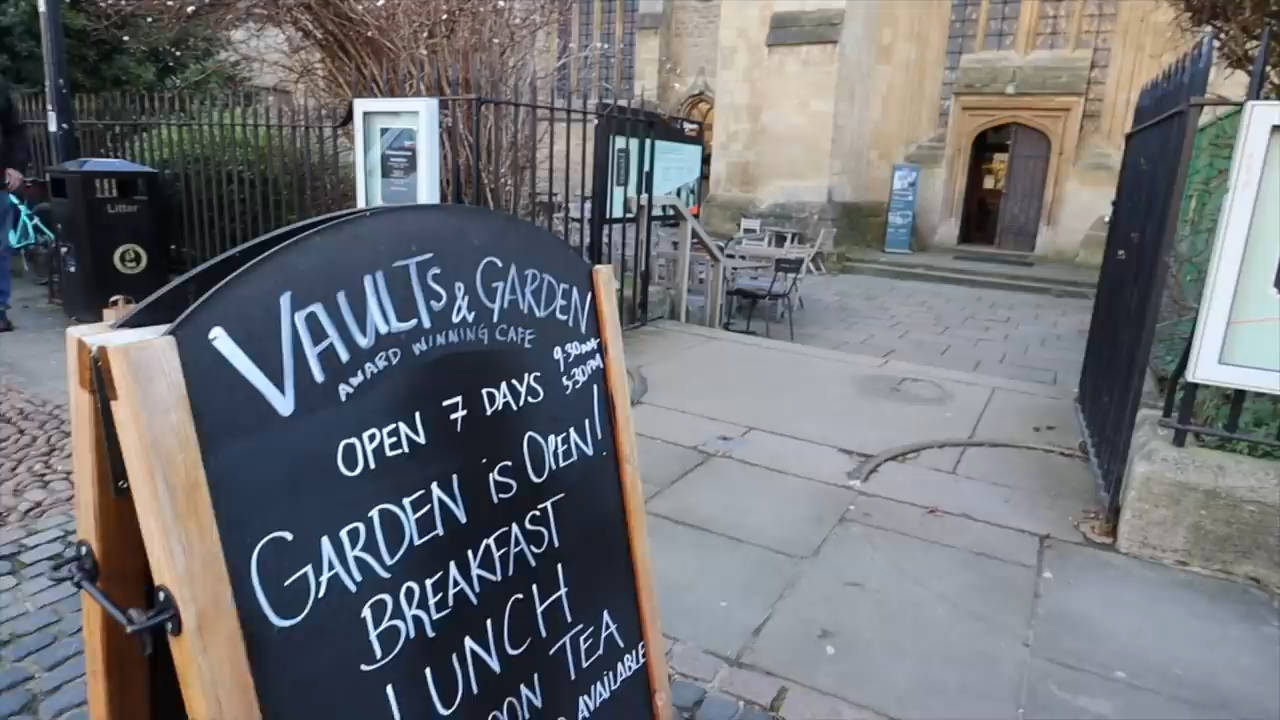 VAULTS & GARDEN
AWARD WINNING CAFE
OPEN 7 DAYS 9·30AM-
5·30PM
GARDEN iS OPEN!
BREAKFAST
LUNCH
OON TEA
AVAILABLE
Litter